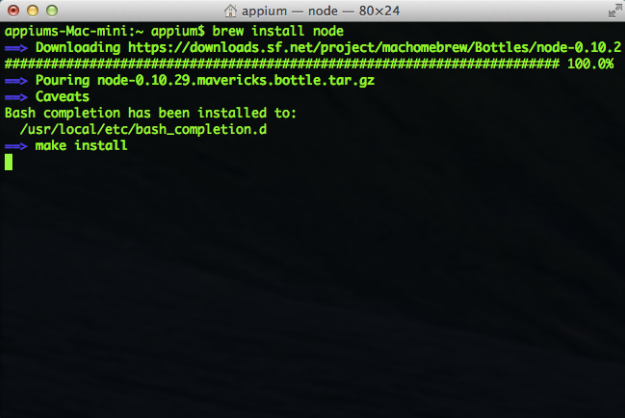 appium — node — 80×24
appiums-Mac-mini:~ appium$ brew install node
==> Downloading https://downloads.sf.net/project/machomebrew/Bottles/node-0.10.2
######################################################################## 100.0%
==> Pouring node-0.10.29.mavericks.bottle.tar.gz
==> Caveats
Bash completion has been installed to:
  /usr/local/etc/bash_completion.d
==> make install